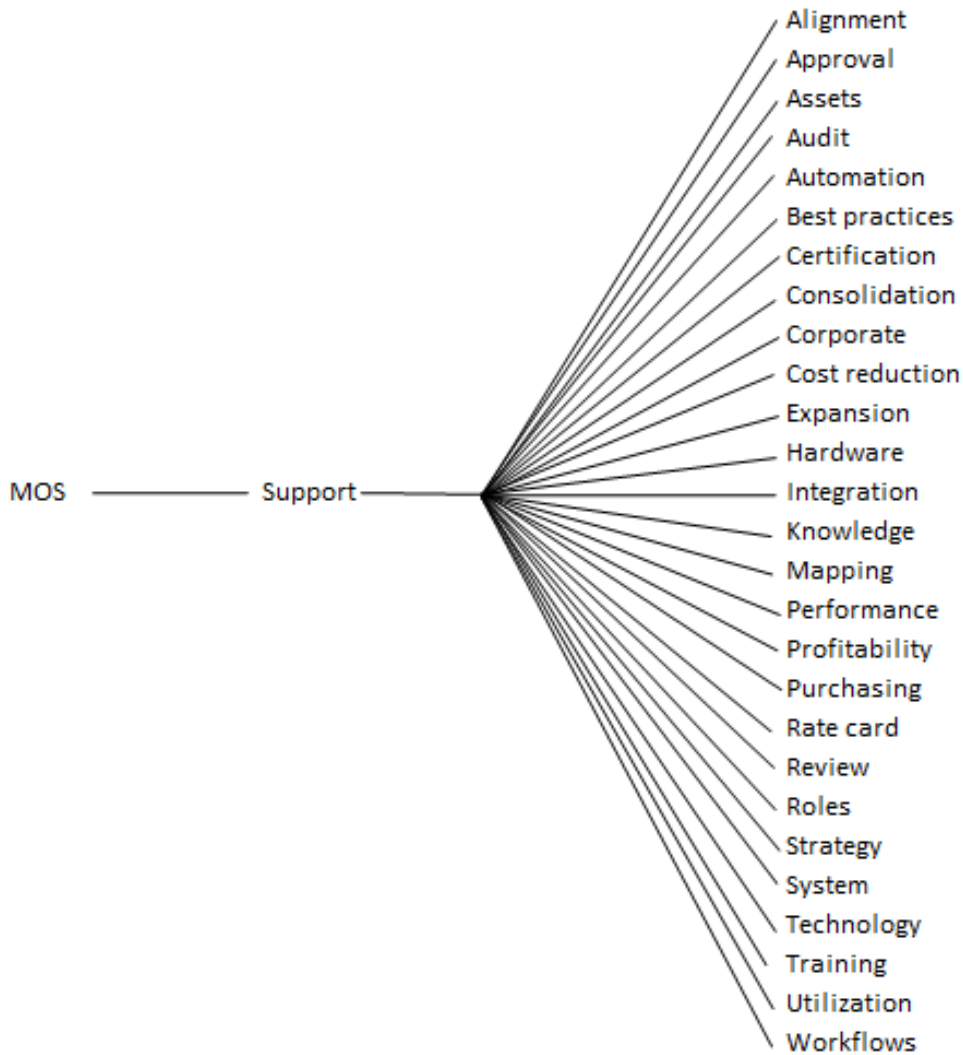 Alignment
Approval
Assets
Audit
Automation
Best practices
Certification
Consolidation
Corporate
Cost reduction
Expansion
Hardware
MOS Support Integration
Knowledge
Mapping
Performance
Profitability
Purchasing
Rate card
Review
Roles
Strategy
System
Technology
Training
Utilization
Workflows